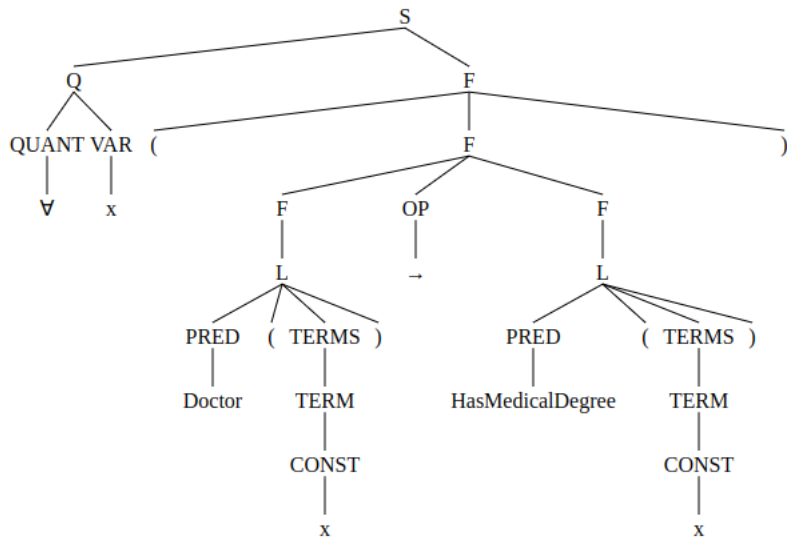 S
Q F
QUANT VAR ( F )
∀ x F OP F
L → L
PRED ( TERMS ) PRED ( TERMS )
Doctor TERM HasMedicalDegree TERM
CONST CONST
x x